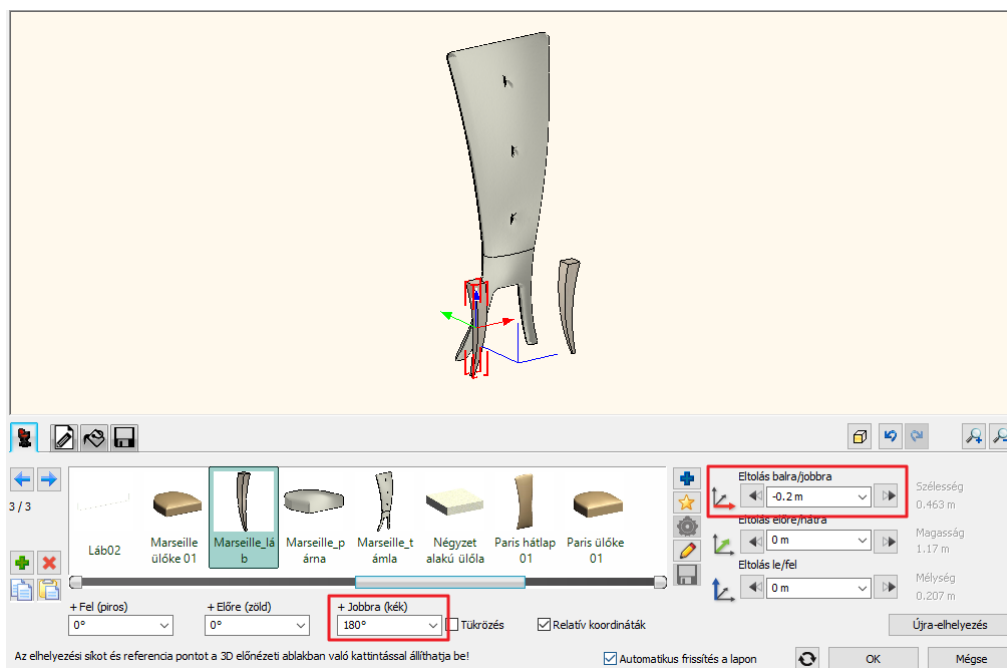 3 / 3
Láb02
Marseille ülőke 01
Marseille_lá
b
Marseille_p
árna
Marseille_t
ámla
Négyzet alakú ülőla
Paris hátlap 01
Paris ülőke 01
Eltolás balra/jobbra
-0.2 m
Eltolás előre/hátra
0 m
Eltolás le/fel
0 m
Szélesség
0.463 m
Magasság
1.17 m
Mélység
0.207 m
+ Fel (piros)
0°
+ Előre (zöld)
0°
+ Jobbra (kék)
180°
Tükrözés
Relatív koordináták
Újra-elhelyezés
Az elhelyezési síkot és referencia pontot a 3D előnézeti ablakban való kattintással állíthatja be!
Automatikus frissítés a lapon
OK
Mégse